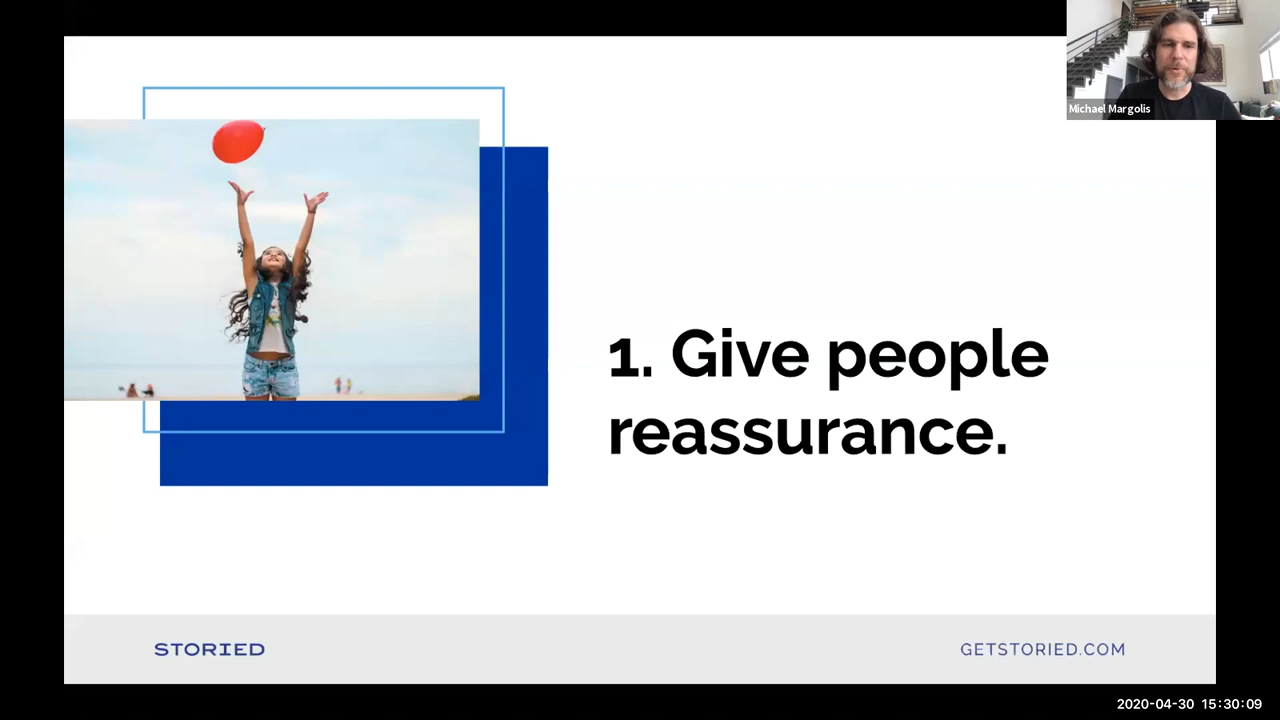 Michael Margolis
1. Give people
reassurance.
STORIED
GETSTORIED.COM
2020-04-30 15:30:09